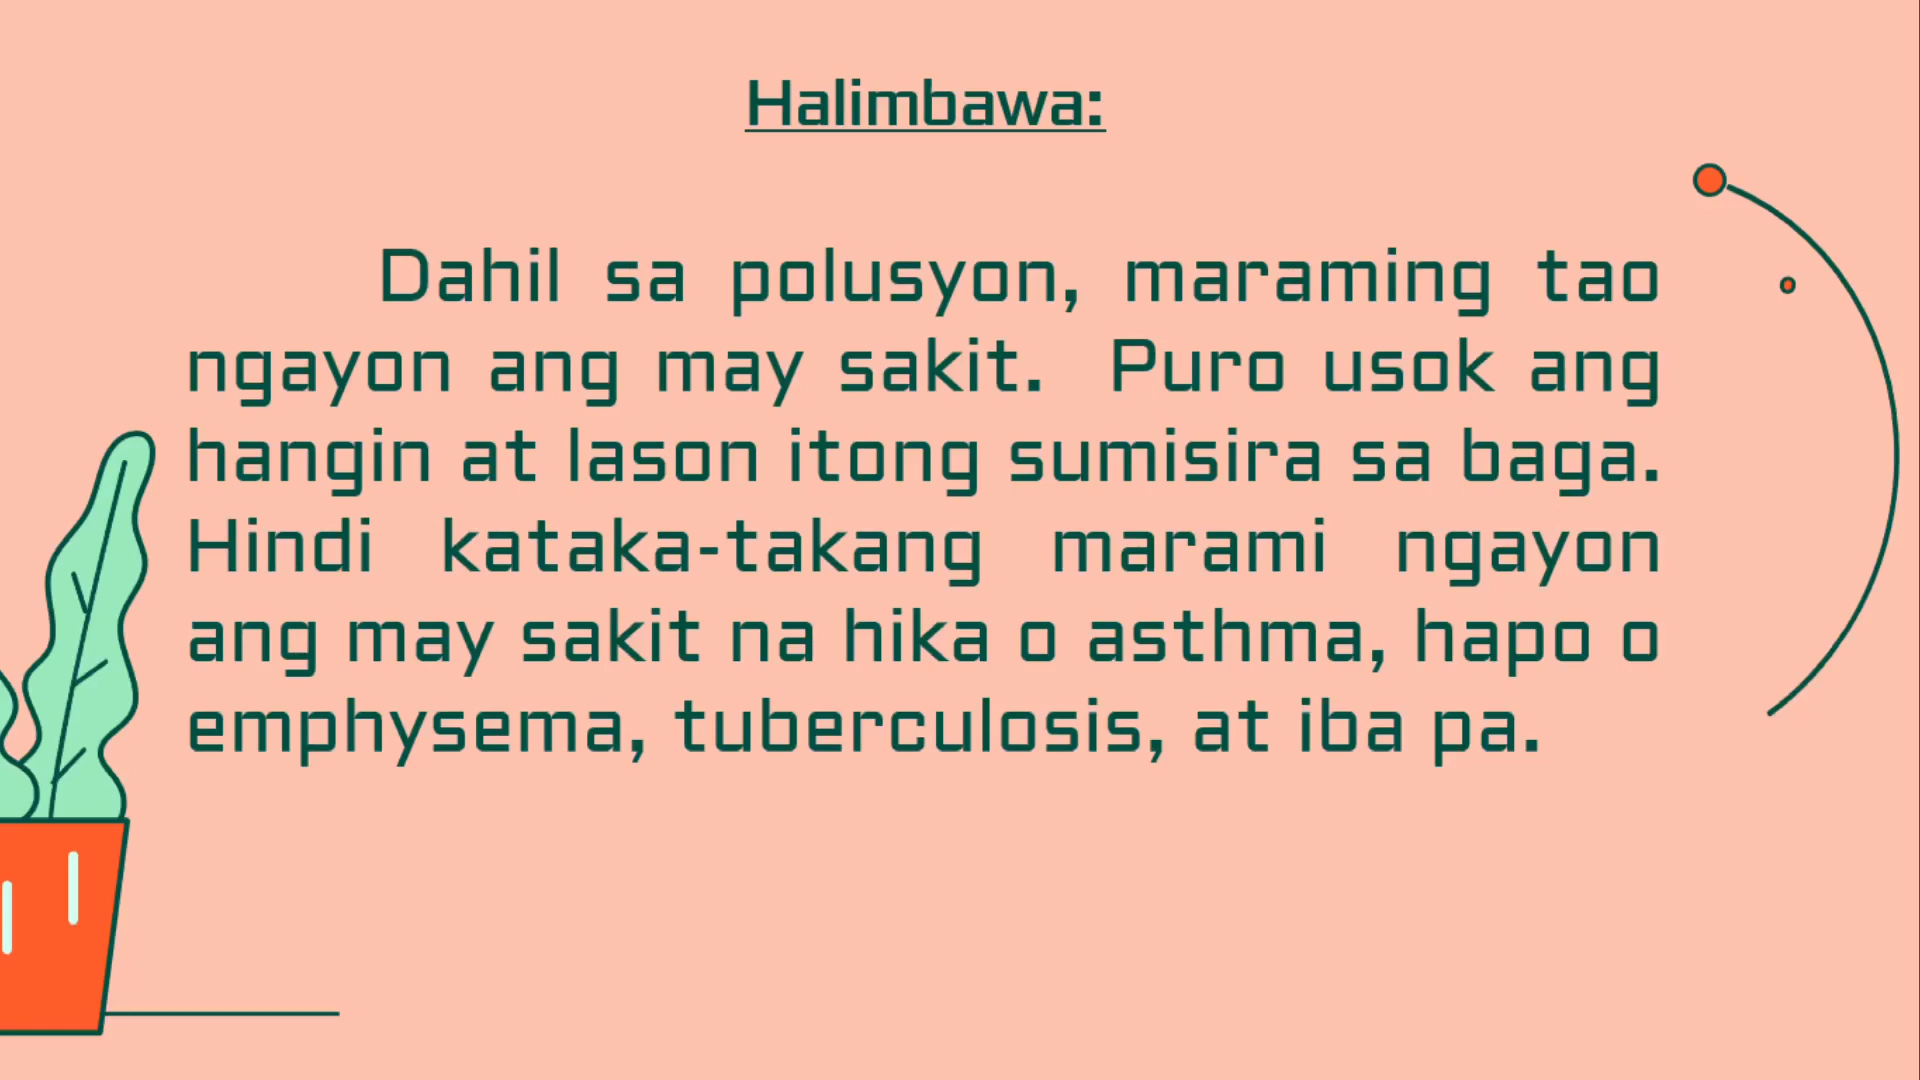 Halimbawa:
Dahil sa polusyon, maraming tao
ngayon ang may sakit. Puro usok ang
hangin at lason itong sumisira sa baga.
Hindi kataka-takang marami ngayon
ang may sakit na hika o asthma, hapo o
emphysema, tuberculosis, at iba pa.